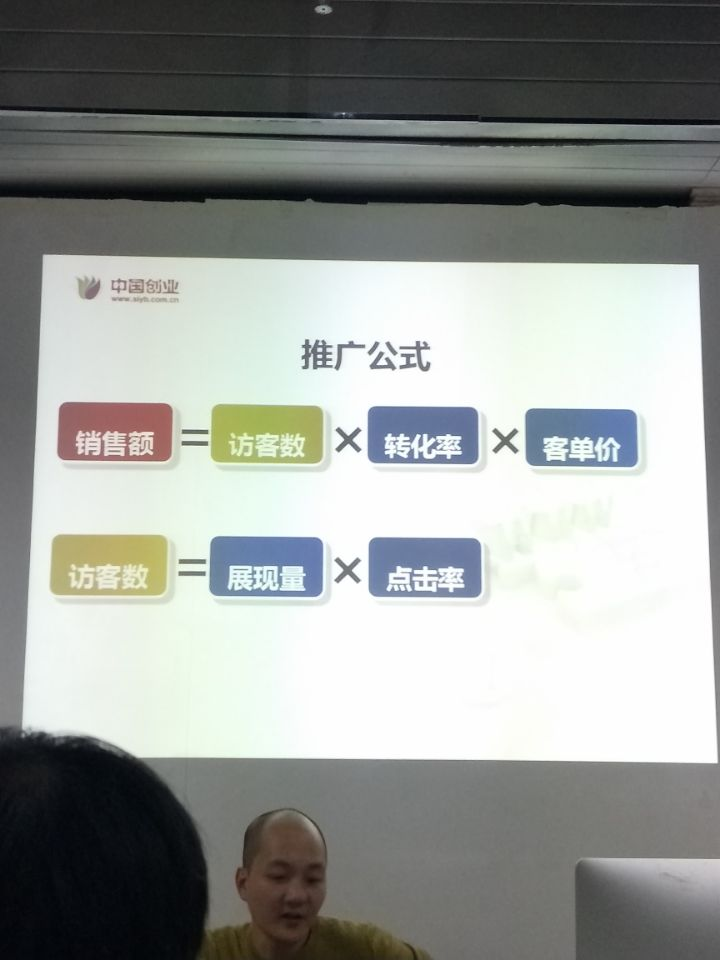 中国创业
www.siyb.com.cn
推广公式
销售额 = 访客数 × 转化率 × 客单价
访客数 = 展现量 × 点击率